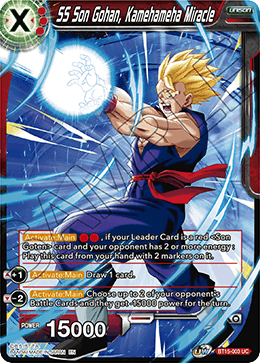 X
SS Son Gohan, Kamehameha Miracle
UNISON
Activate:Main, if your Leader Card is a red <Son
Goten> card and your opponent has 2 or more energy :
Play this card from your hand with 2 markers on it.
Activate:Main Draw 1 card.
-2 Activate:Main Choose up to 2 of your opponent's
Battle Cards, and they get -15000 power for the turn.
POWER
15000
BT15-003 UC